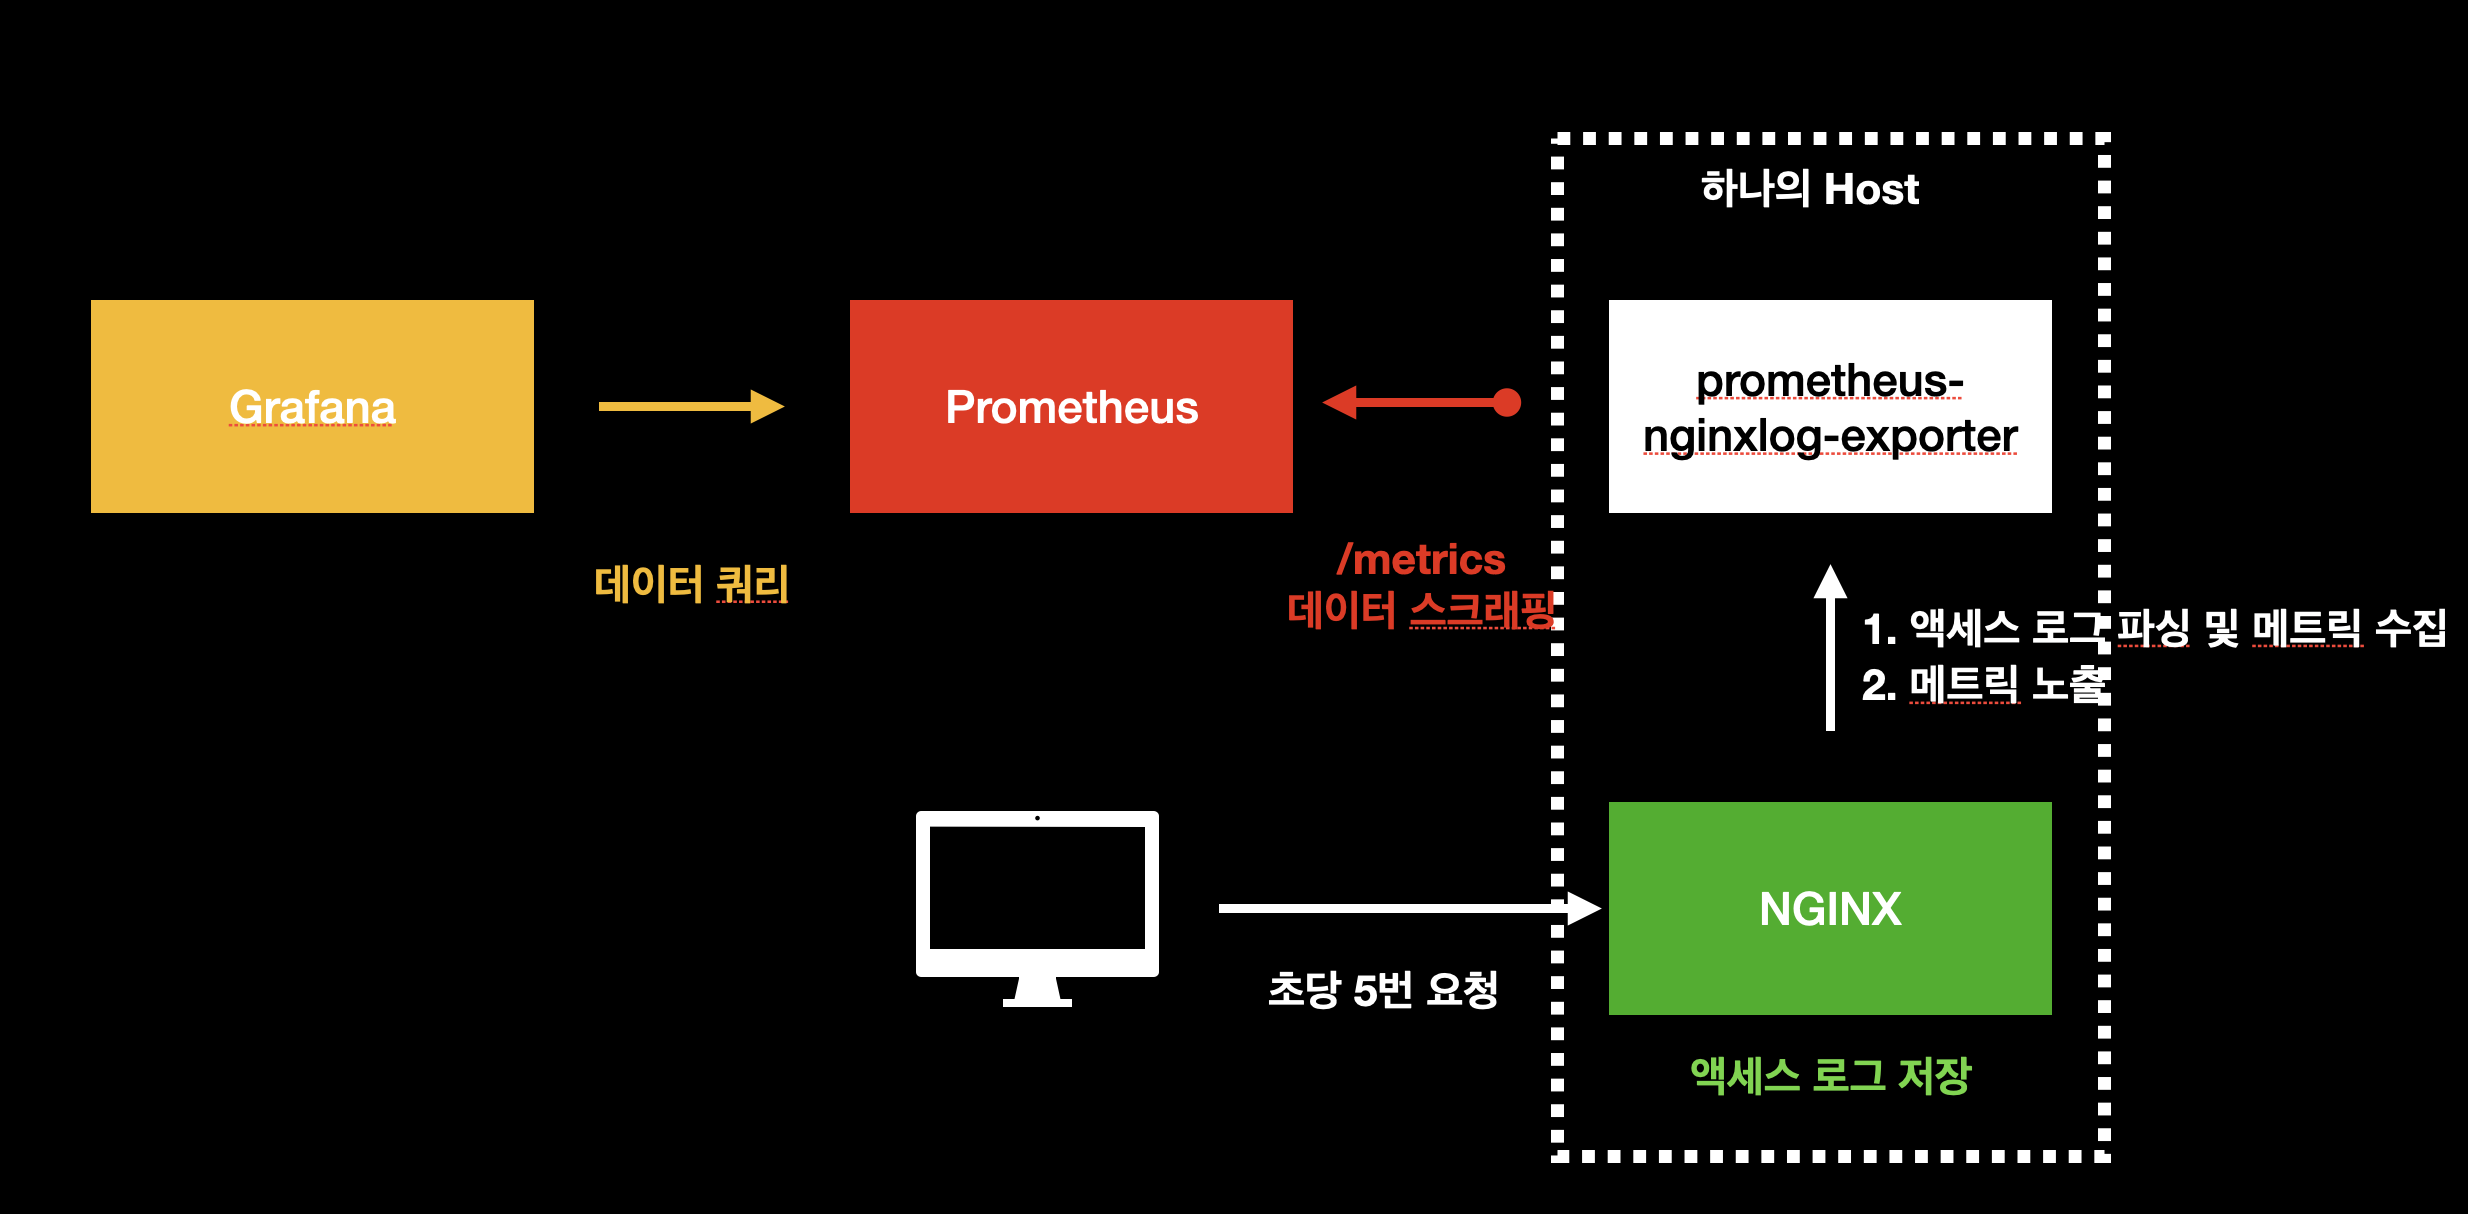 하나의 Host
Grafana
Prometheus
prometheus-
nginxlog-exporter
데이터 쿼리
/metrics
데이터 스크래핑
1. 액세스 로그 파싱 및 메트릭 수집
2. 메트릭 노출
NGINX
초당 5번 요청
액세스 로그 저장